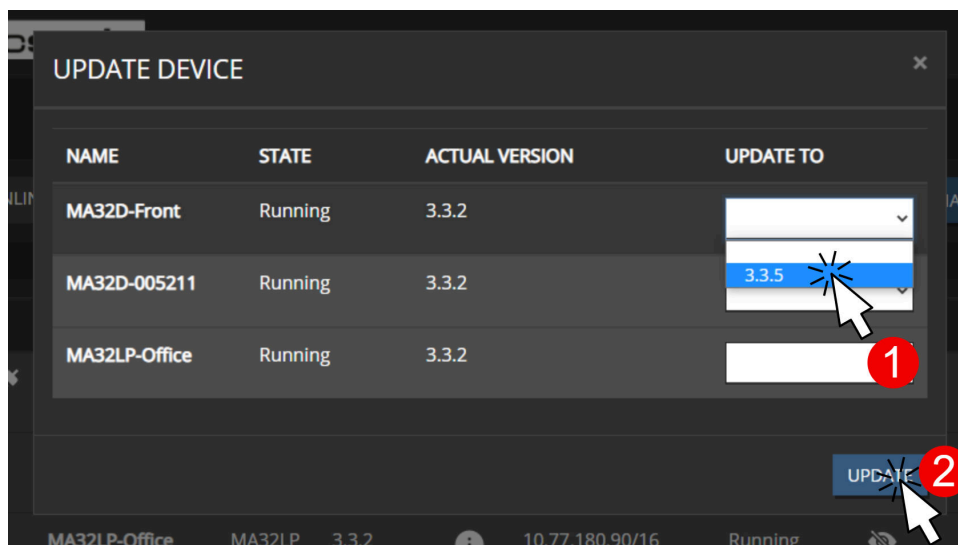 UPDATE DEVICE ×
NAME STATE ACTUAL VERSION UPDATE TO
MA32D-Front Running 3.3.2
3.3.5
MA32D-005211 Running 3.3.2
MA32LP-Office Running 3.3.2
1
UPDATE 2
MA32LP-Office MA32LP 3.3.2 10.77.180.90/16 Running